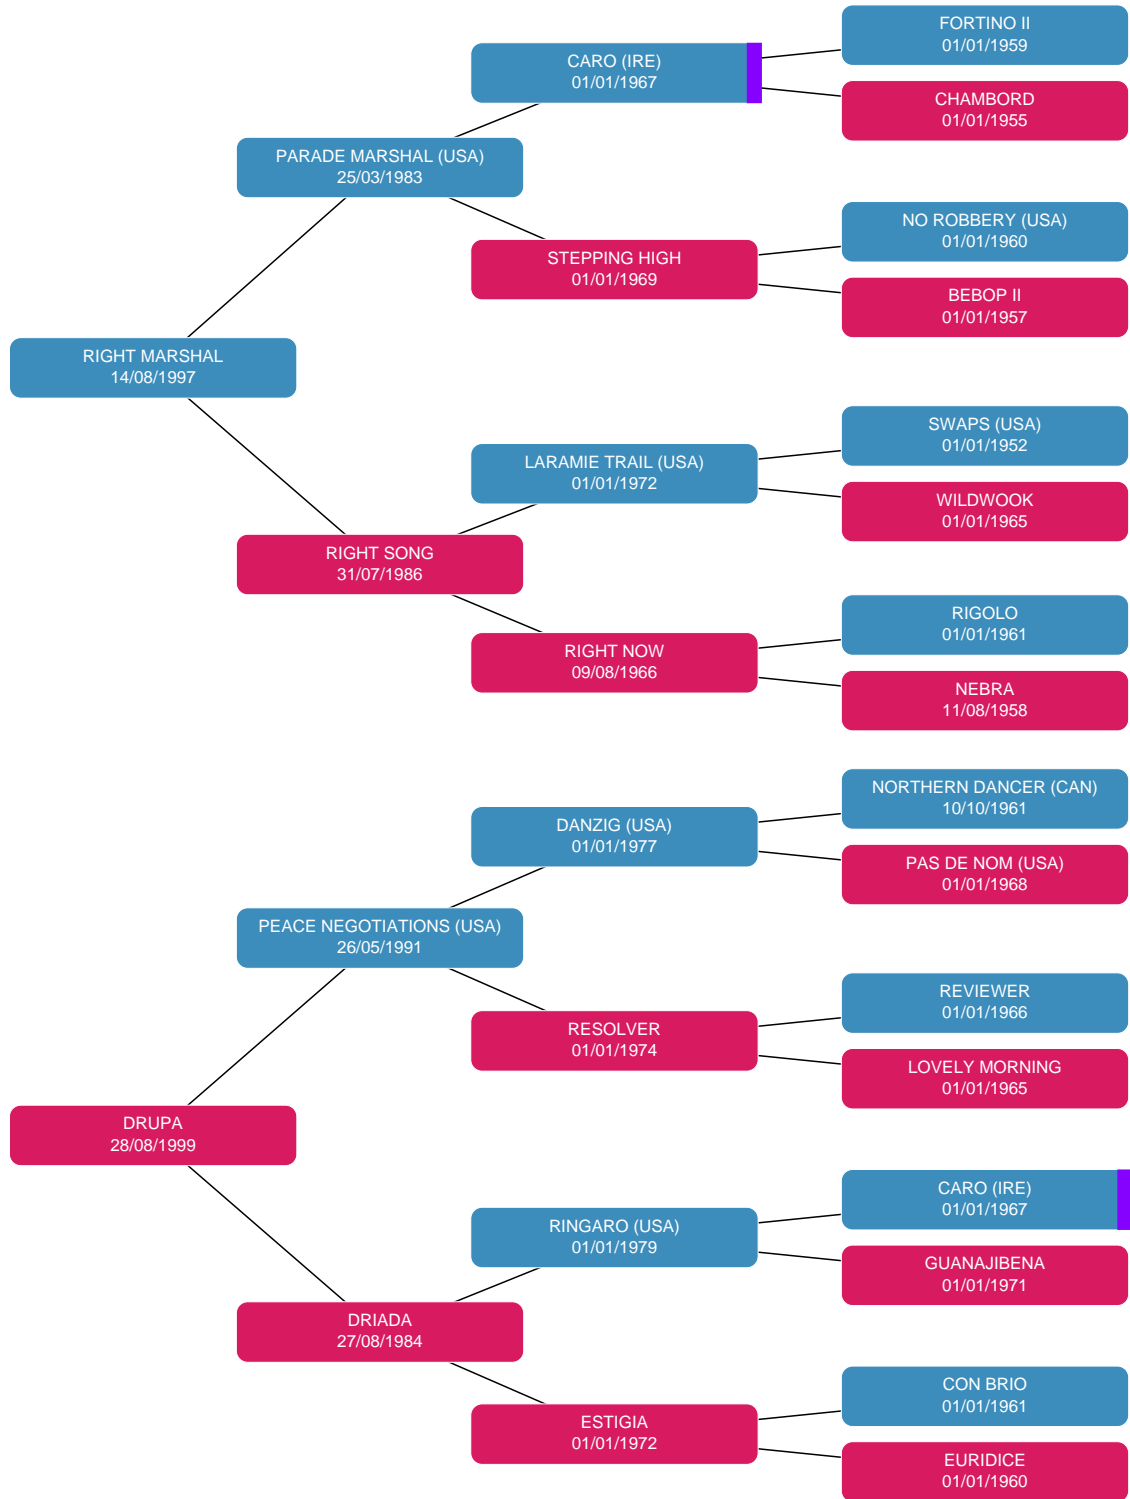 FORTINO II
01/01/1959
CARO (IRE)
01/01/1967
CHAMBORD
01/01/1955
PARADE MARSHAL (USA)
25/03/1983
NO ROBBERY (USA)
01/01/1960
STEPPING HIGH
01/01/1969
BEBOP II
01/01/1957
RIGHT MARSHAL
14/08/1997
SWAPS (USA)
01/01/1952
LARAMIE TRAIL (USA)
01/01/1972
WILDWOOK
01/01/1965
RIGHT SONG
31/07/1986
RIGOLO
01/01/1961
RIGHT NOW
09/08/1966
NEBRA
11/08/1958
NORTHERN DANCER (CAN)
10/10/1961
DANZIG (USA)
01/01/1977
PAS DE NOM (USA)
01/01/1968
PEACE NEGOTIATIONS (USA)
26/05/1991
REVIEWER
01/01/1966
RESOLVER
01/01/1974
LOVELY MORNING
01/01/1965
DRUPA
28/08/1999
CARO (IRE)
01/01/1967
RINGARO (USA)
01/01/1979
GUANAJIBENA
01/01/1971
DRIADA
27/08/1984
CON BRIO
01/01/1961
ESTIGIA
01/01/1972
EURIDICE
01/01/1960